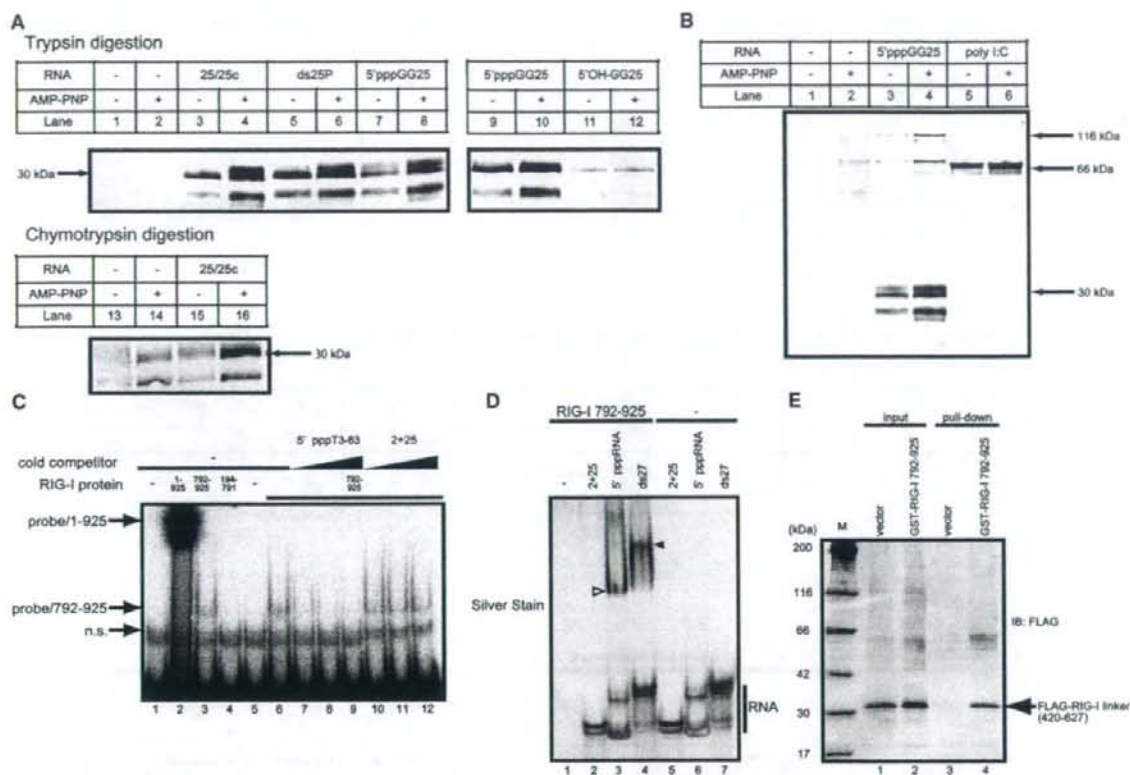 A
Trypsin digestion
RNA - - 25/25c ds25P 5'pppGG25 5'pppGG25 5'OH-GG25
AMP-PNP - + - + - + - + - + - +
Lane 1 2 3 4 5 6 7 8 9 10 11 12
30 kDa
Chymotrypsin digestion
RNA - - 25/25c
AMP-PNP - + - +
Lane 13 14 15 16
30 kDa
B
RNA - - 5'pppGG25 poly I:C
AMP-PNP - + - + - +
Lane 1 2 3 4 5 6
116 kDa
66 kDa
30 kDa
C
5' pppT3-63 2+25
cold competitor -
RIG-I protein - 1-925 792-925 194-791 - 792-925
probe/1-925
probe/792-925
n.s.
1 2 3 4 5 6 7 8 9 10 11 12
D
RIG-I 792-925 -
- 2+25 5' pppRNA ds27 2+25 5' pppRNA ds27
Silver Stain
RNA
1 2 3 4 5 6 7
E
input pull-down
(kDa) M vector GST-RIG-I 792-925 vector GST-RIG-I 792-925
200
116
66
42
30
17
IB: FLAG
FLAG-RIG-I linker
(420-627)
1 2 3 4